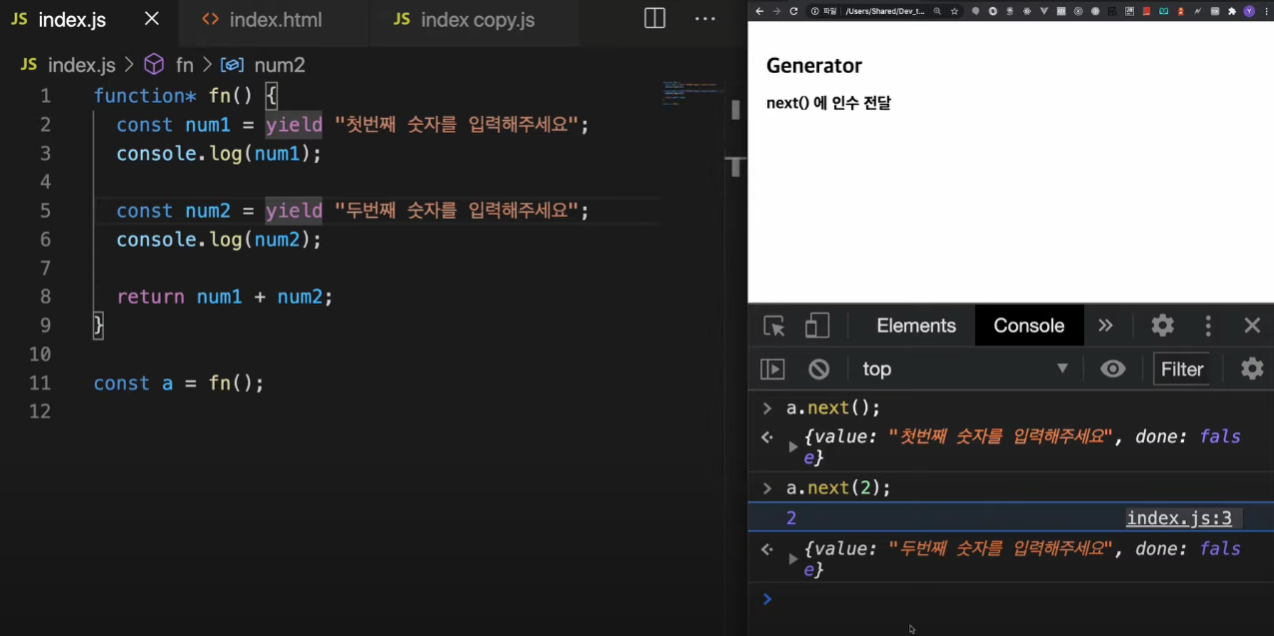 JS index.js
<> index.html
JS index copy.js
JS index.js > fn > num2
1 function* fn() {
2 const num1 = yield "첫번째 숫자를 입력해주세요";
3 console.log(num1);
4
5 const num2 = yield "두번째 숫자를 입력해주세요";
6 console.log(num2);
7
8 return num1 + num2;
9 }
10
11 const a = fn();
12
파일 /Users/Shared/Dev_t...
Generator
next() 에 인수 전달
T
Elements Console »
top Filter
> a.next();
{value: "첫번째 숫자를 입력해주세요", done: fals
e}
> a.next(2);
2 index.js:3
{value: "두번째 숫자를 입력해주세요", done: fals
e}
>